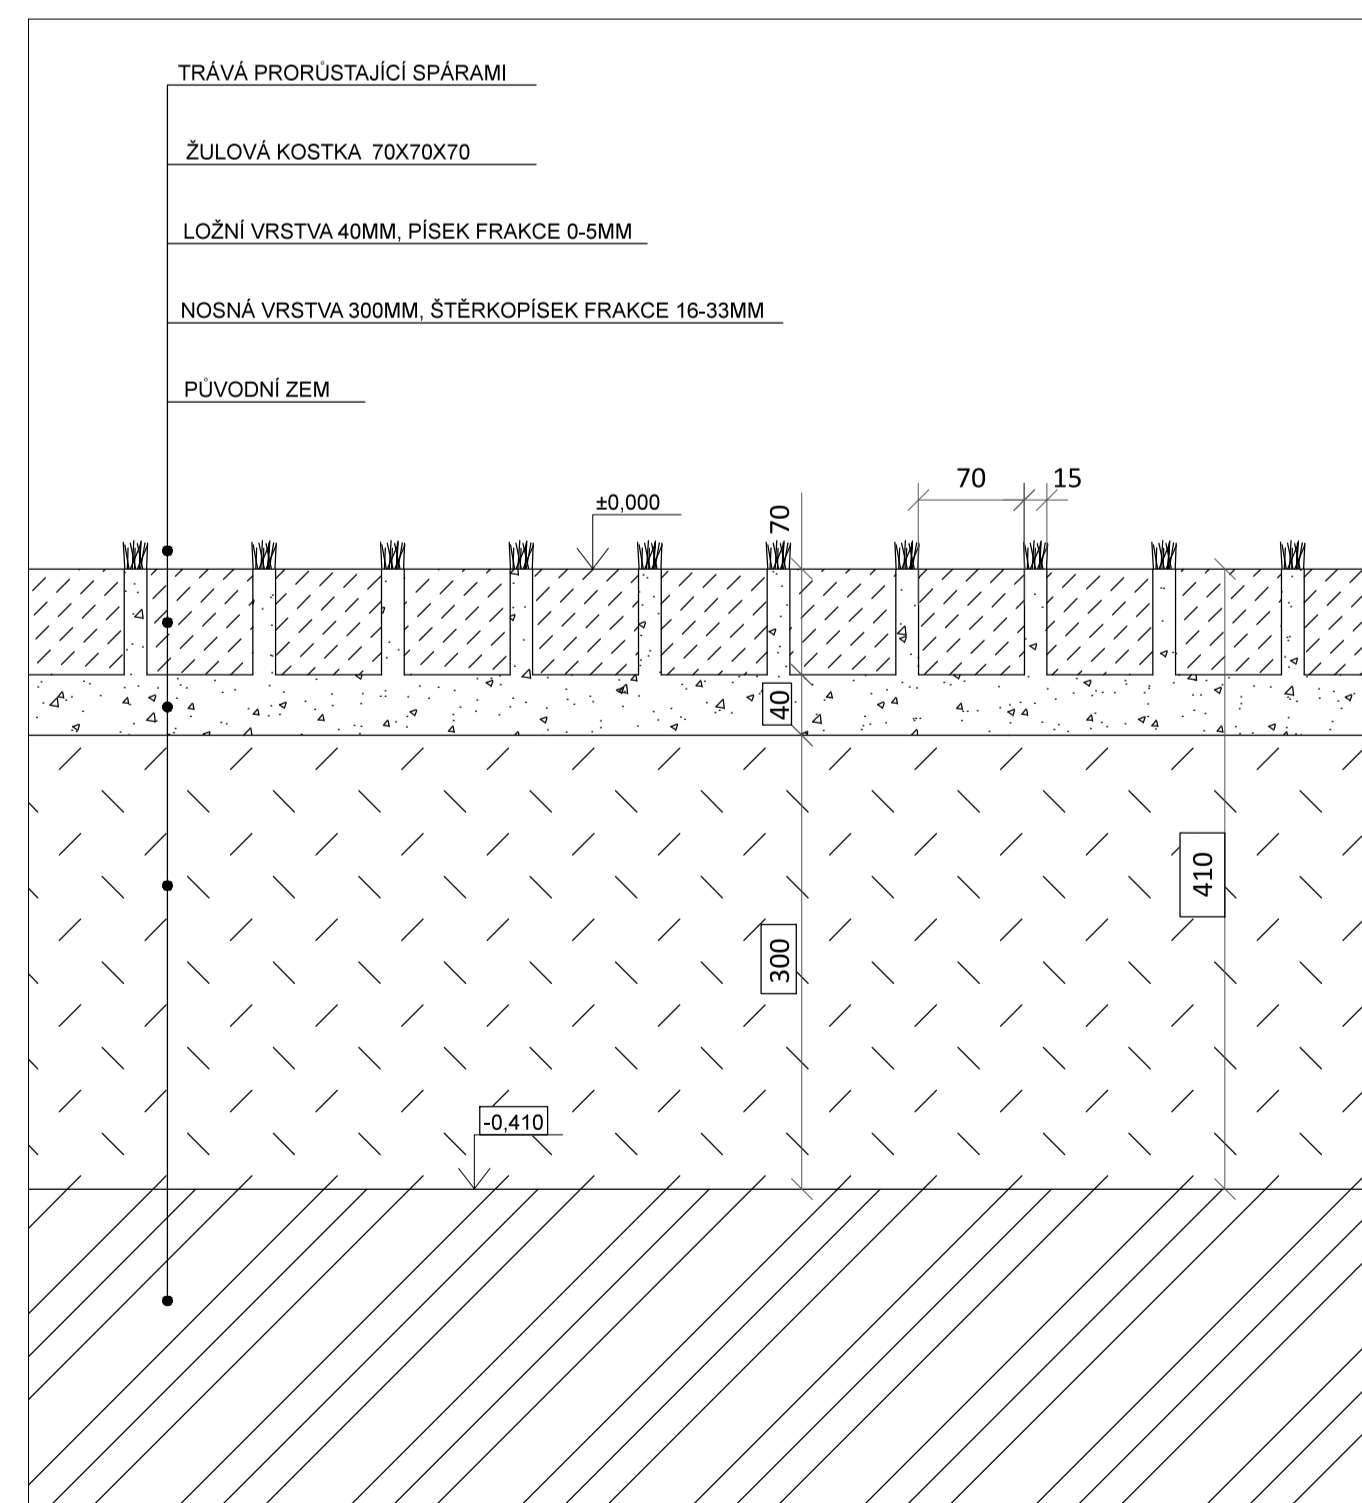 TRÁVÁ PRORŮSTAJÍCÍ SPÁRAMI
ŽULOVÁ KOSTKA 70X70X70
LOŽNÍ VRSTVA 40MM, PÍSEK FRAKCE 0-5MM
NOSNÁ VRSTVA 300MM, ŠTĚRKOPÍSEK FRAKCE 16-33MM
PŮVODNÍ ZEM
70
15
±0,000
70
40
410
300
-0,410